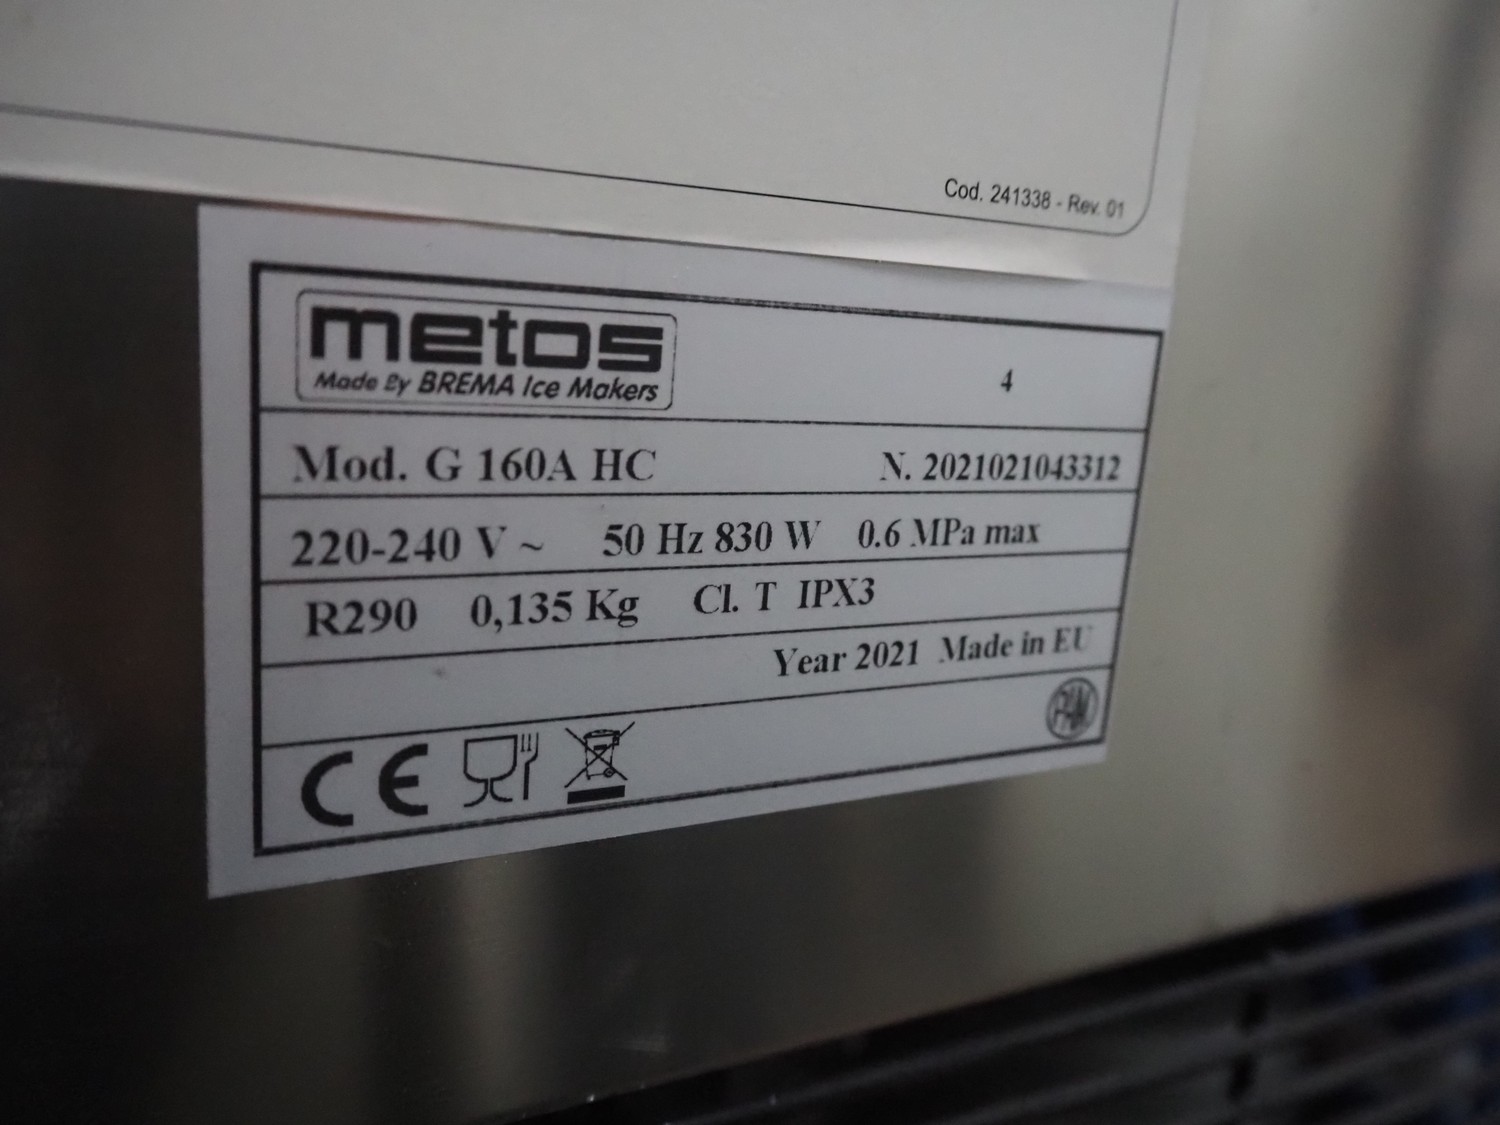 Cod. 241338 - Rev. 01
metos
Made By BREMA Ice Makers
4
Mod. G 160A HC N. 2021021043312
220-240 V ~ 50 Hz 830 W 0.6 MPa max
R290 0,135 Kg Cl. T IPX3
Year 2021 Made in EU
CE